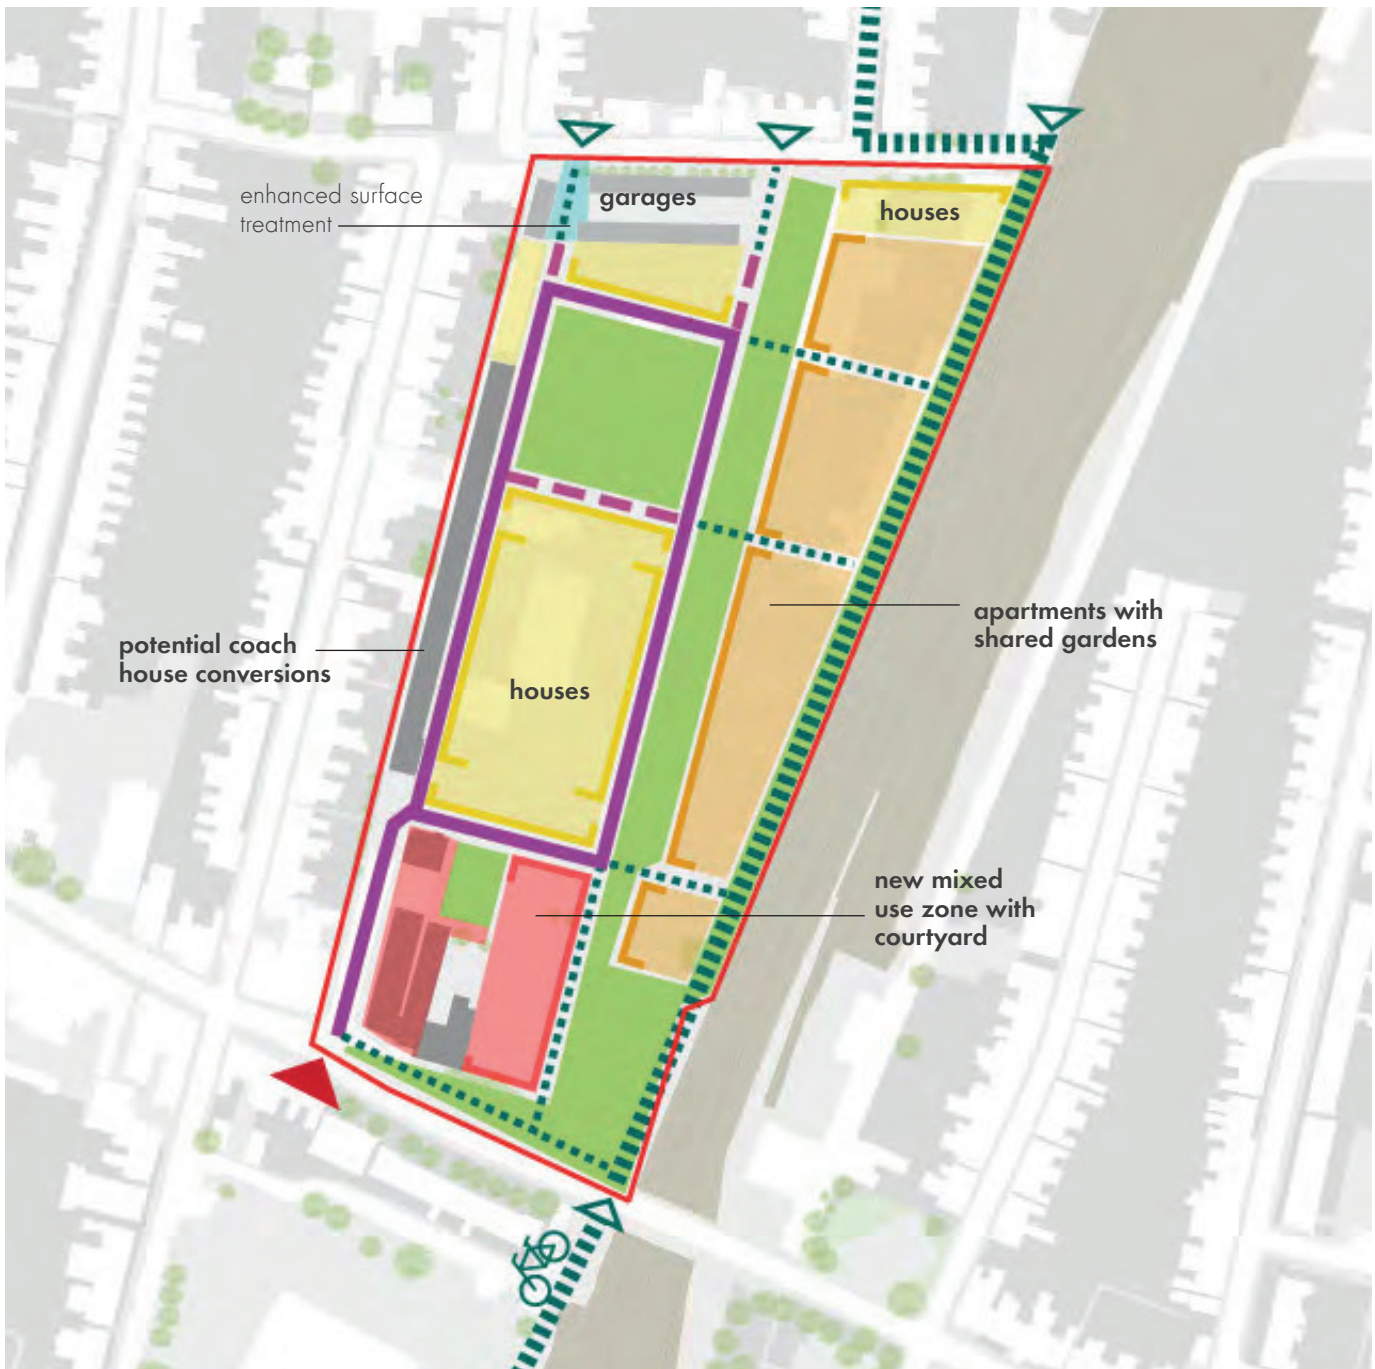 enhanced surface
treatment
garages
houses
potential coach
house conversions
apartments with
shared gardens
houses
new mixed
use zone with
courtyard